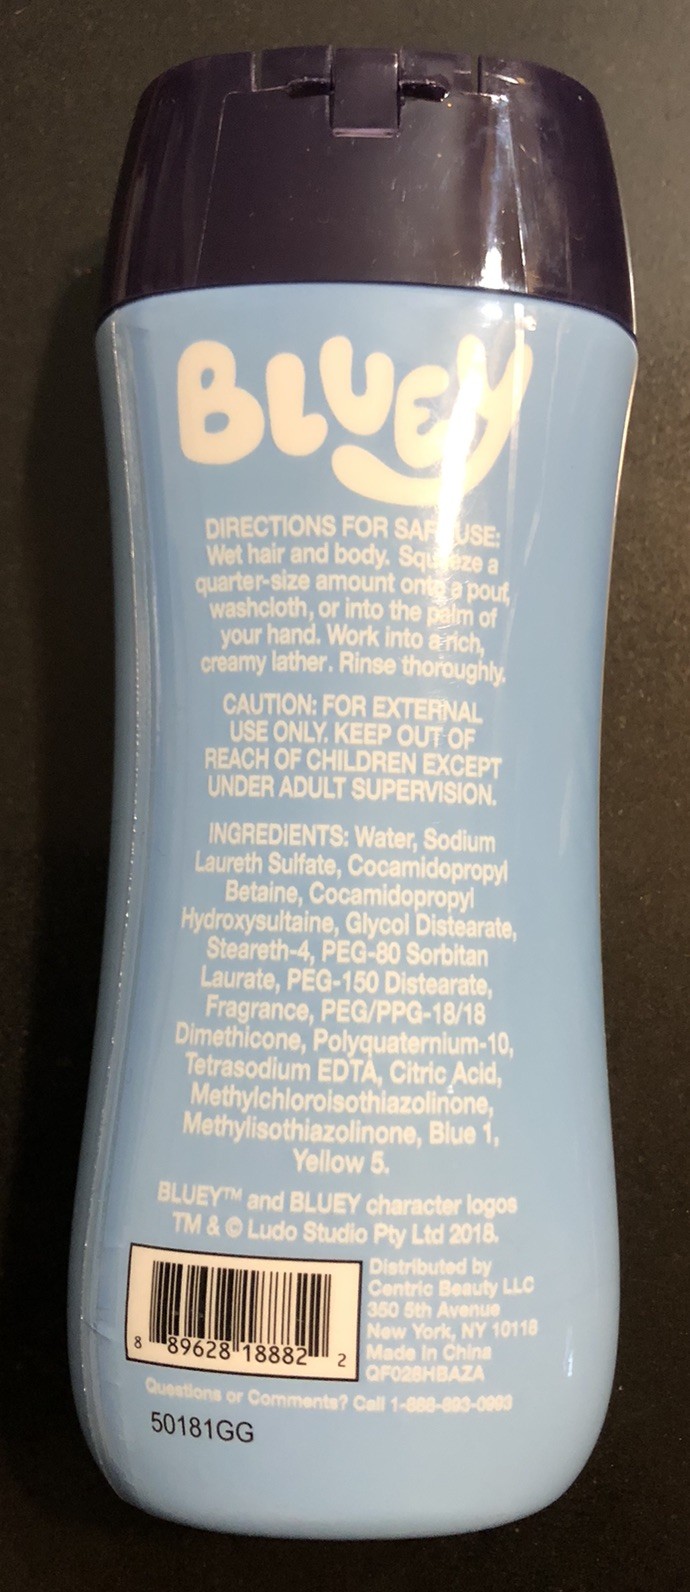 BLUEY
DIRECTIONS FOR SAFE USE:
Wet hair and body. Squeeze a
quarter-size amount onto a pouf,
washcloth, or into the palm of
your hand. Work into a rich,
creamy lather. Rinse thoroughly.
CAUTION: FOR EXTERNAL
USE ONLY. KEEP OUT OF
REACH OF CHILDREN EXCEPT
UNDER ADULT SUPERVISION.
INGREDIENTS: Water, Sodium
Laureth Sulfate, Cocamidopropyl
Betaine, Cocamidopropyl
Hydroxysultaine, Glycol Distearate,
Steareth-4, PEG-80 Sorbitan
Laurate, PEG-150 Distearate,
Fragrance, PEG/PPG-18/18
Dimethicone, Polyquaternium-10,
Tetrasodium EDTA, Citric Acid,
Methylchloroisothiazolinone,
Methylisothiazolinone, Blue 1,
Yellow 5.
BLUEY™ and BLUEY character logos
TM & © Ludo Studio Pty Ltd 2018.
Distributed by
Centric Beauty LLC
350 5th Avenue
New York, NY 10118
Made in China
QF028HBAZA
8 89628 18882 2
Questions or Comments? Call
50181GG